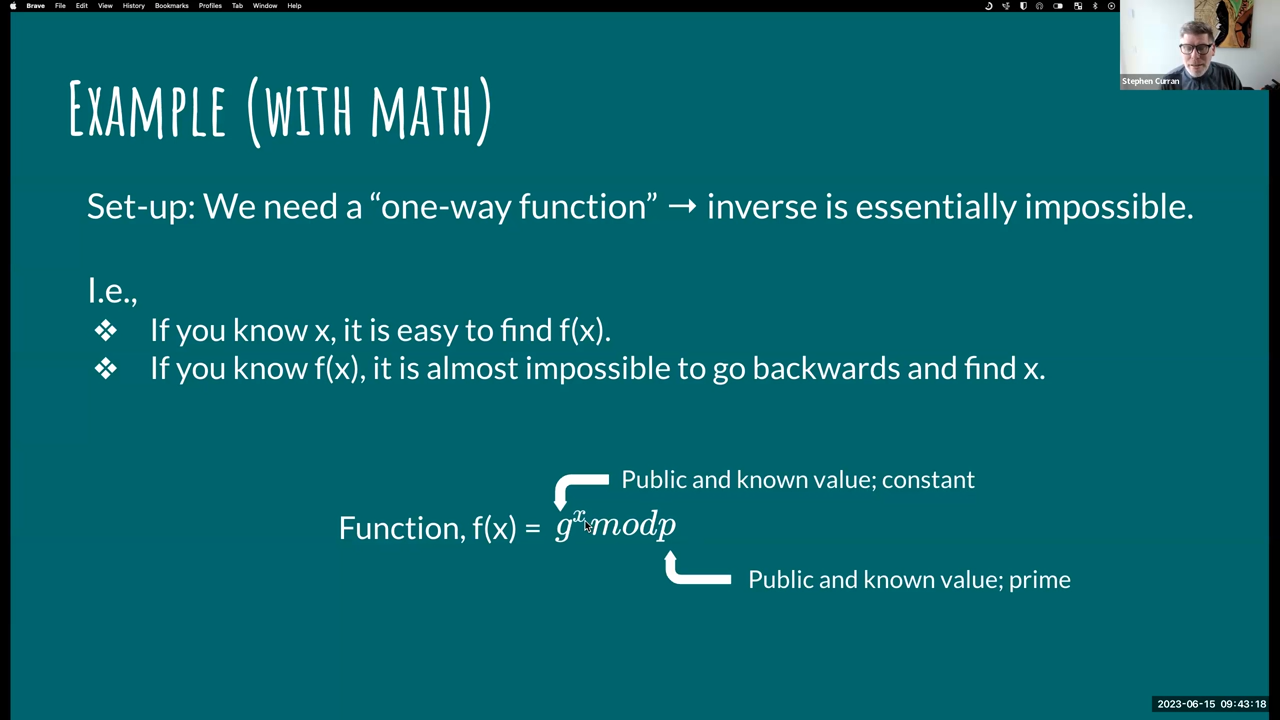 Brave File Edit View History Bookmarks Profiles Tab Window Help
Stephen Curran
EXAMPLE (WITH MATH)
Set-up: We need a “one-way function” → inverse is essentially impossible.
I.e.,
❖ If you know x, it is easy to find f(x).
❖ If you know f(x), it is almost impossible to go backwards and find x.
Public and known value; constant
Function, f(x) = g^x modp
Public and known value; prime
2023-06-15 09:43:18